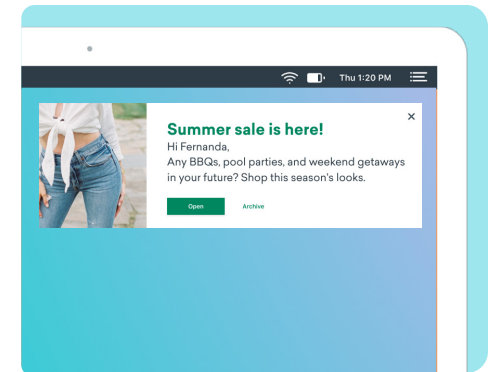 Thu 1:20 PM
Summer sale is here!
Hi Fernanda,
Any BBQs, pool parties, and weekend getaways
in your future? Shop this season's looks.
Open
Archive